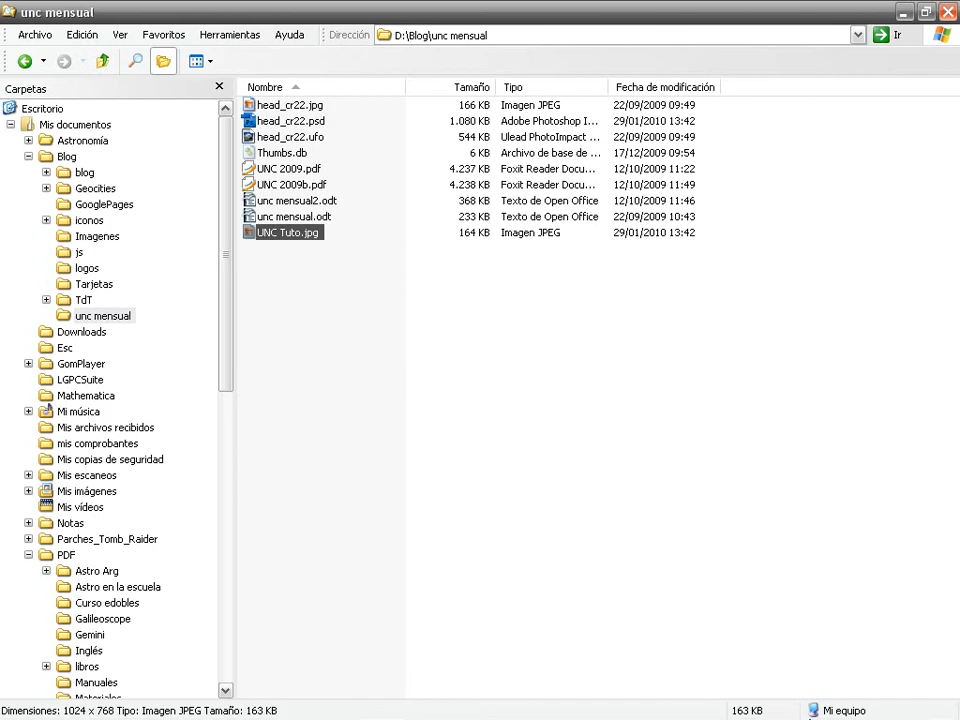 unc mensual
Archivo Edición Ver Favoritos Herramientas Ayuda Dirección D:\Blog\unc mensual Ir
Carpetas
Escritorio
Mis documentos
Astronomía
Blog
blog
Geocities
GooglePages
iconos
Imagenes
js
logos
Tarjetas
TdT
unc mensual
Downloads
Esc
GomPlayer
LGPCSuite
Mathematica
Mi música
Mis archivos recibidos
mis comprobantes
Mis copias de seguridad
Mis escaneos
Mis imágenes
Mis vídeos
Notas
Parches_Tomb_Raider
PDF
Astro Arg
Astro en la escuela
Curso edobles
Galileoscope
Gemini
Inglés
libros
Manuales
Nombre Tamaño Tipo Fecha de modificación
head_cr22.jpg 166 KB Imagen JPEG 22/09/2009 09:49
head_cr22.psd 1.080 KB Adobe Photoshop I... 29/01/2010 13:42
head_cr22.ufo 544 KB Ulead PhotoImpact ... 22/09/2009 09:49
Thumbs.db 6 KB Archivo de base de ... 17/12/2009 09:54
UNC 2009.pdf 4.237 KB Foxit Reader Docu... 12/10/2009 11:22
UNC 2009b.pdf 4.238 KB Foxit Reader Docu... 12/10/2009 11:49
unc mensual2.odt 368 KB Texto de Open Office 12/10/2009 11:46
unc mensual.odt 233 KB Texto de Open Office 22/09/2009 10:43
UNC Tuto.jpg 164 KB Imagen JPEG 29/01/2010 13:42
Dimensiones: 1024 x 768 Tipo: Imagen JPEG Tamaño: 163 KB 163 KB Mi equipo